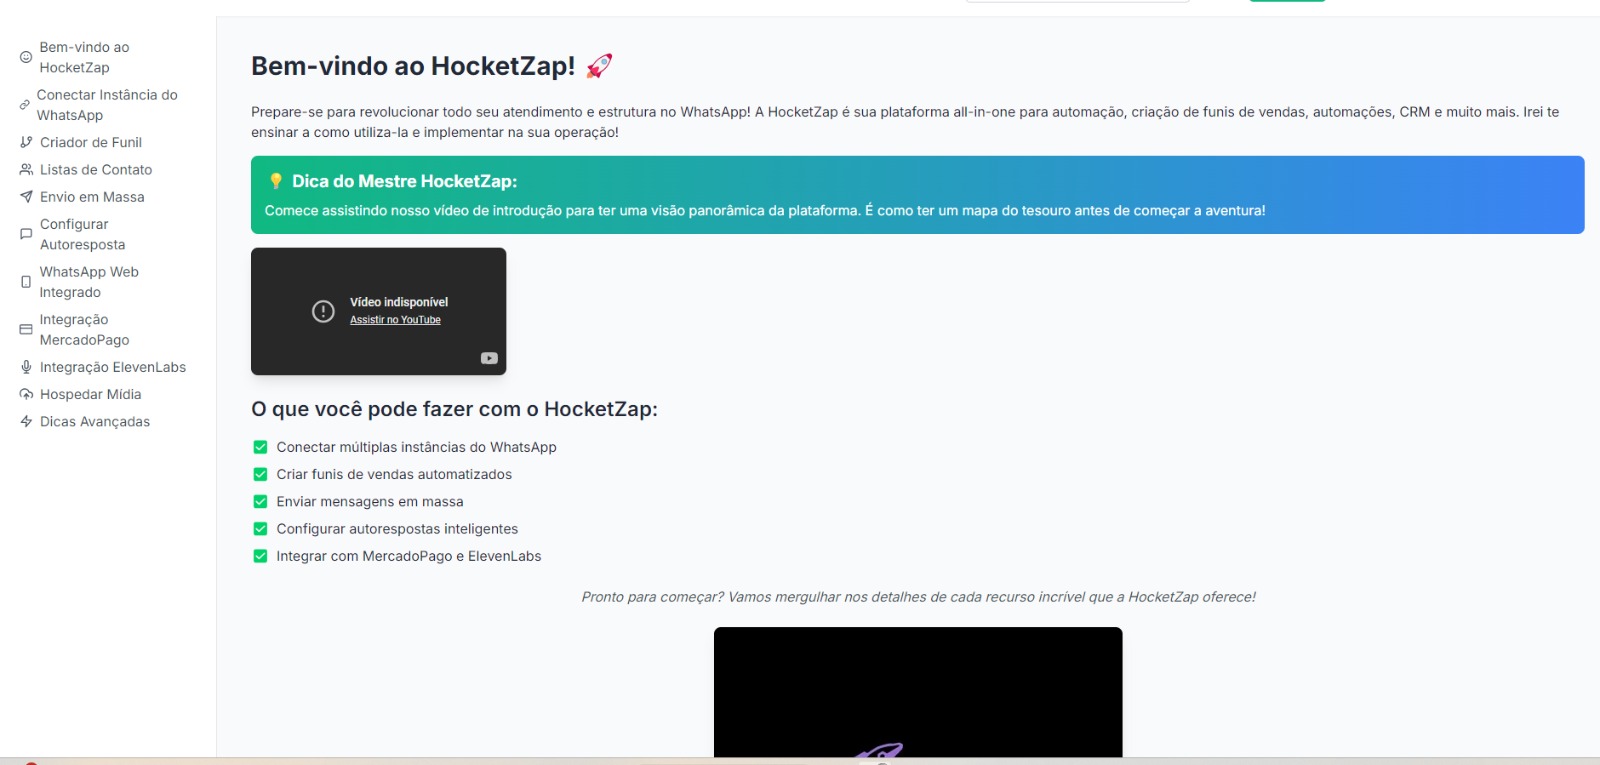 Bem-vindo ao
HocketZap
Conectar Instância do
WhatsApp
Criador de Funil
Listas de Contato
Envio em Massa
Configurar
Autoresposta
WhatsApp Web
Integrado
Integração
MercadoPago
Integração ElevenLabs
Hospedar Mídia
Dicas Avançadas
Bem-vindo ao HocketZap! 🚀
Prepare-se para revolucionar todo seu atendimento e estrutura no WhatsApp! A HocketZap é sua plataforma all-in-one para automação, criação de funis de vendas, automações, CRM e muito mais. Irei te
ensinar a como utiliza-la e implementar na sua operação!
💡 Dica do Mestre HocketZap:
Comece assistindo nosso vídeo de introdução para ter uma visão panorâmica da plataforma. É como ter um mapa do tesouro antes de começar a aventura!
Vídeo indisponível
Assistir no YouTube
O que você pode fazer com o HocketZap:
✅ Conectar múltiplas instâncias do WhatsApp
✅ Criar funis de vendas automatizados
✅ Enviar mensagens em massa
✅ Configurar autorespostas inteligentes
✅ Integrar com MercadoPago e ElevenLabs
Pronto para começar? Vamos mergulhar nos detalhes de cada recurso incrível que a HocketZap oferece!